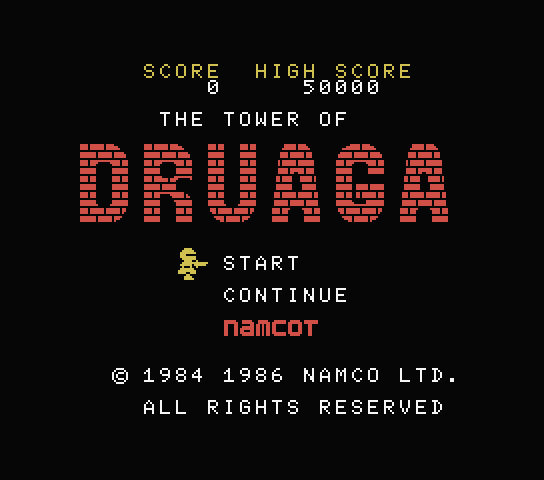 SCORE HIGH SCORE
0 50000
THE TOWER OF
DRUAGA
START
CONTINUE
namcot
© 1984 1986 NAMCO LTD.
ALL RIGHTS RESERVED